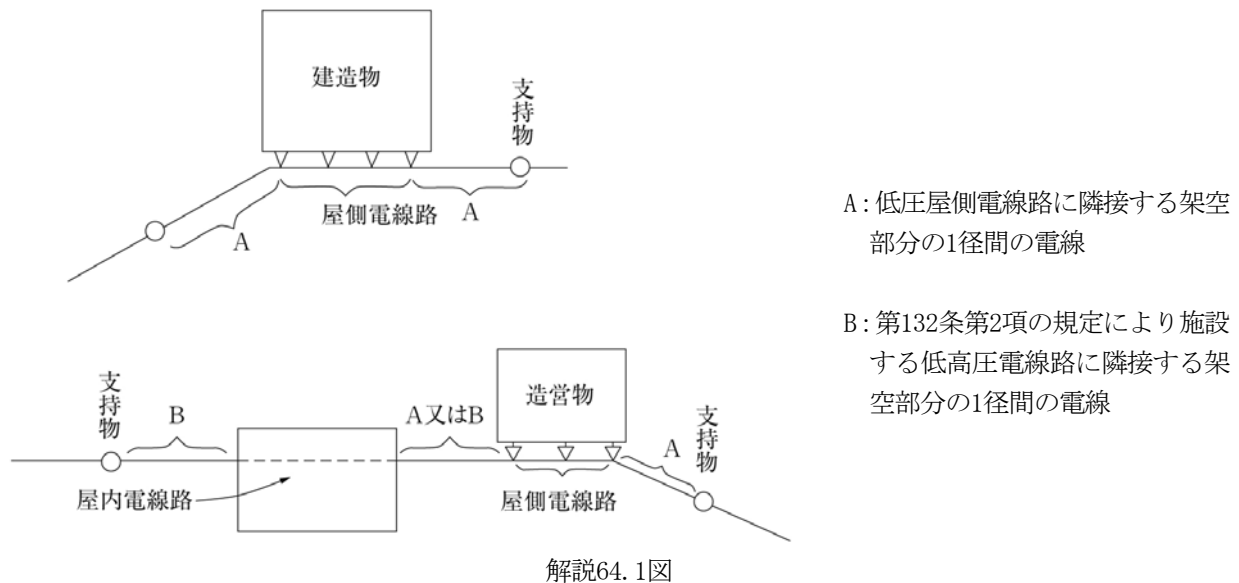 建造物
支持物
A
屋側電線路
A
A:低圧屋側電線路に隣接する架空
部分の1径間の電線
B:第132条第2項の規定により施設
する低高圧電線路に隣接する架
空部分の1径間の電線
支持物
B
A又はB
造営物
A
支持物
屋内電線路
屋側電線路
解説64.1図